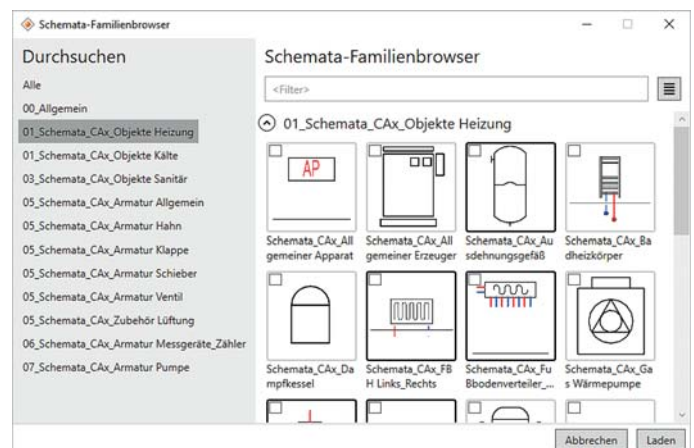 Schemata-Familienbrowser
Durchsuchen
Alle
00_Allgemein
01_Schemata_CAx_Objekte Heizung
01_Schemata_CAx_Objekte Kälte
03_Schemata_CAx_Objekte Sanitär
05_Schemata_CAx_Armatur Allgemein
05_Schemata_CAx_Armatur Hahn
05_Schemata_CAx_Armatur Klappe
05_Schemata_CAx_Armatur Schieber
05_Schemata_CAx_Armatur Ventil
05_Schemata_CAx_Zubehör Lüftung
06_Schemata_CAx_Armatur Messgeräte_Zähler
07_Schemata_CAx_Armatur Pumpe
Schemata-Familienbrowser
<Filter>
01_Schemata_CAx_Objekte Heizung
AP
Schemata_CAx_All
gemeiner Apparat
Schemata_CAx_All
gemeiner Erzeuger
Schemata_CAx_Au
sdehnungsgefäß
Schemata_CAx_Ba
dheizkörper
Schemata_CAx_Da
mpfkessel
Schemata_CAx_FB
H Links_Rechts
Schemata_CAx_Fu
ßbodenverteiler_...
Schemata_CAx_Ga
s Wärmepumpe
Abbrechen
Laden